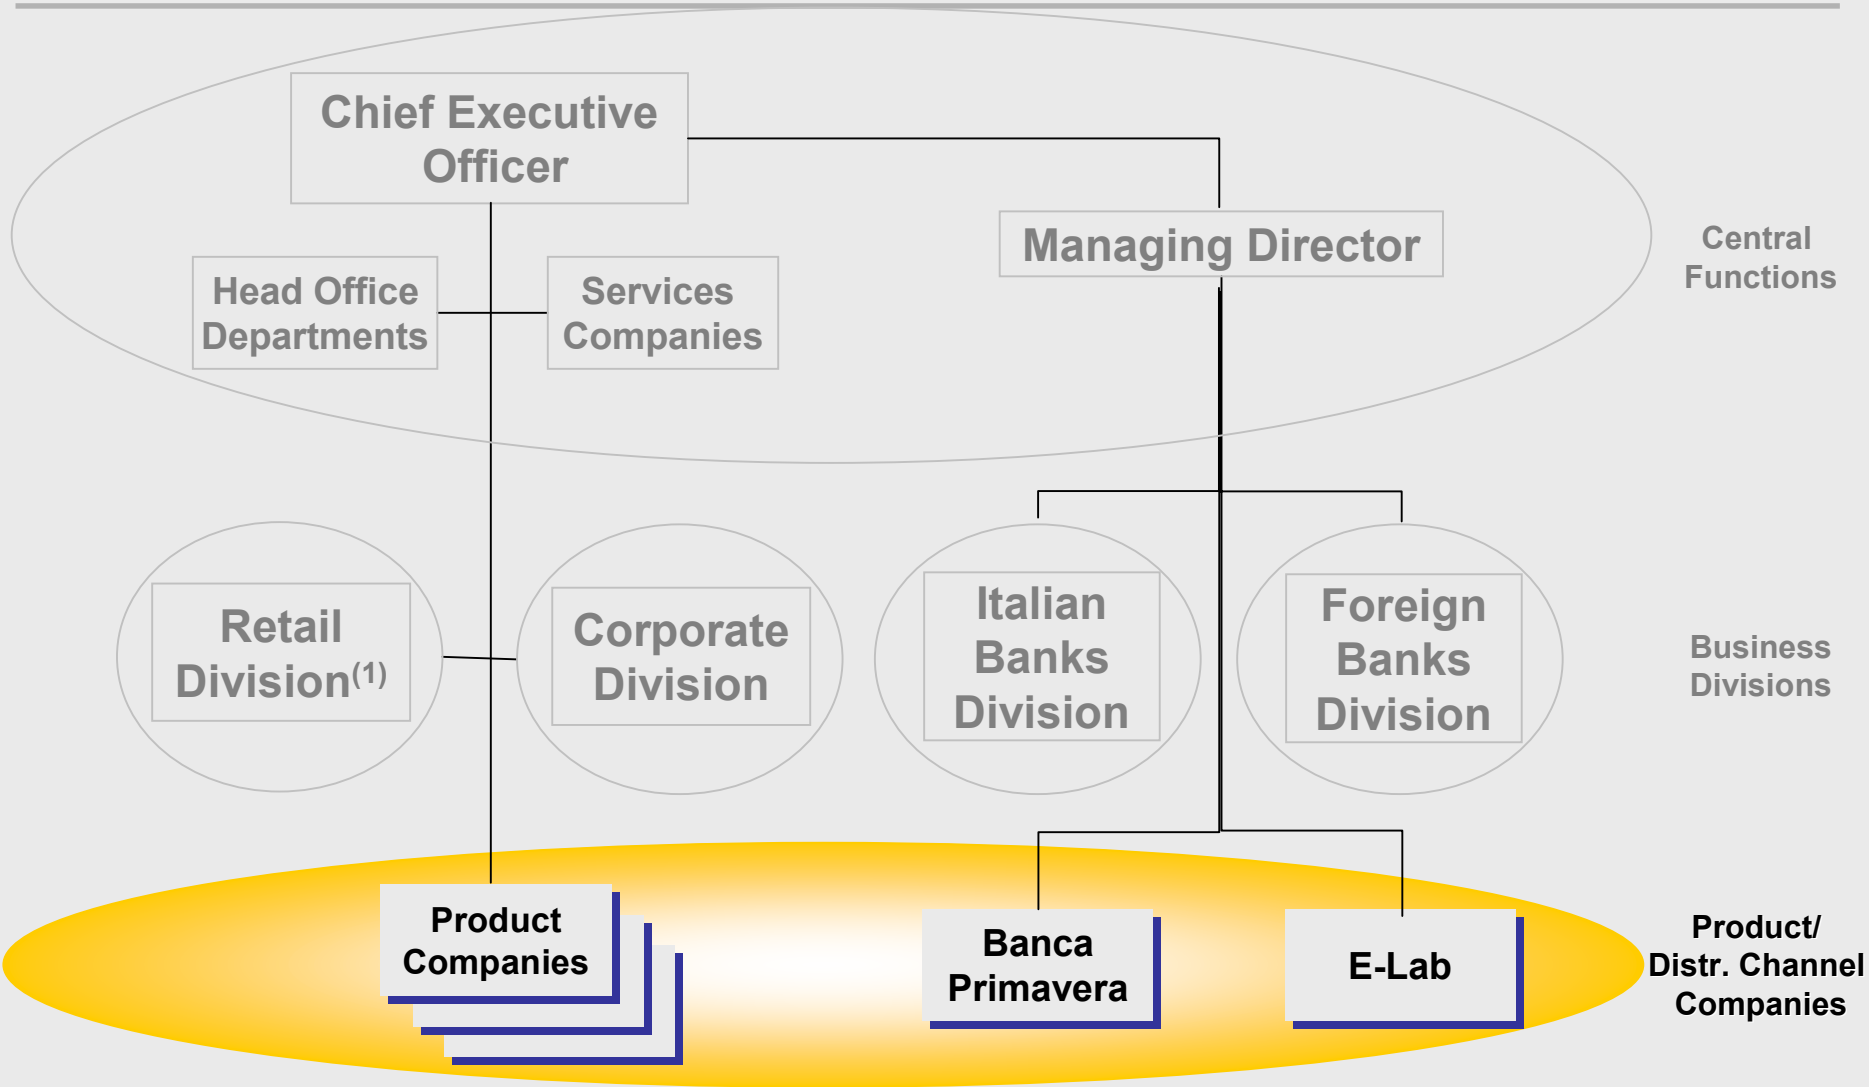 Chief Executive
Officer
Managing Director
Central
Functions
Head Office
Departments
Services
Companies
Retail
Division(1)
Corporate
Division
Italian
Banks
Division
Foreign
Banks
Division
Business
Divisions
Product
Companies
Banca
Primavera
E-Lab
Product/
Distr. Channel
Companies